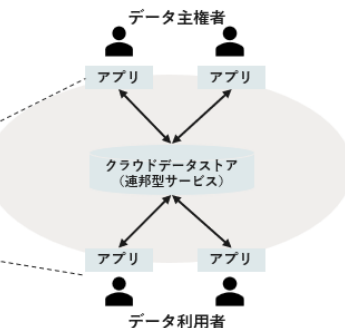 データ主権者
アプリ アプリ
クラウドデータストア
（連邦型サービス）
アプリ アプリ
データ利用者